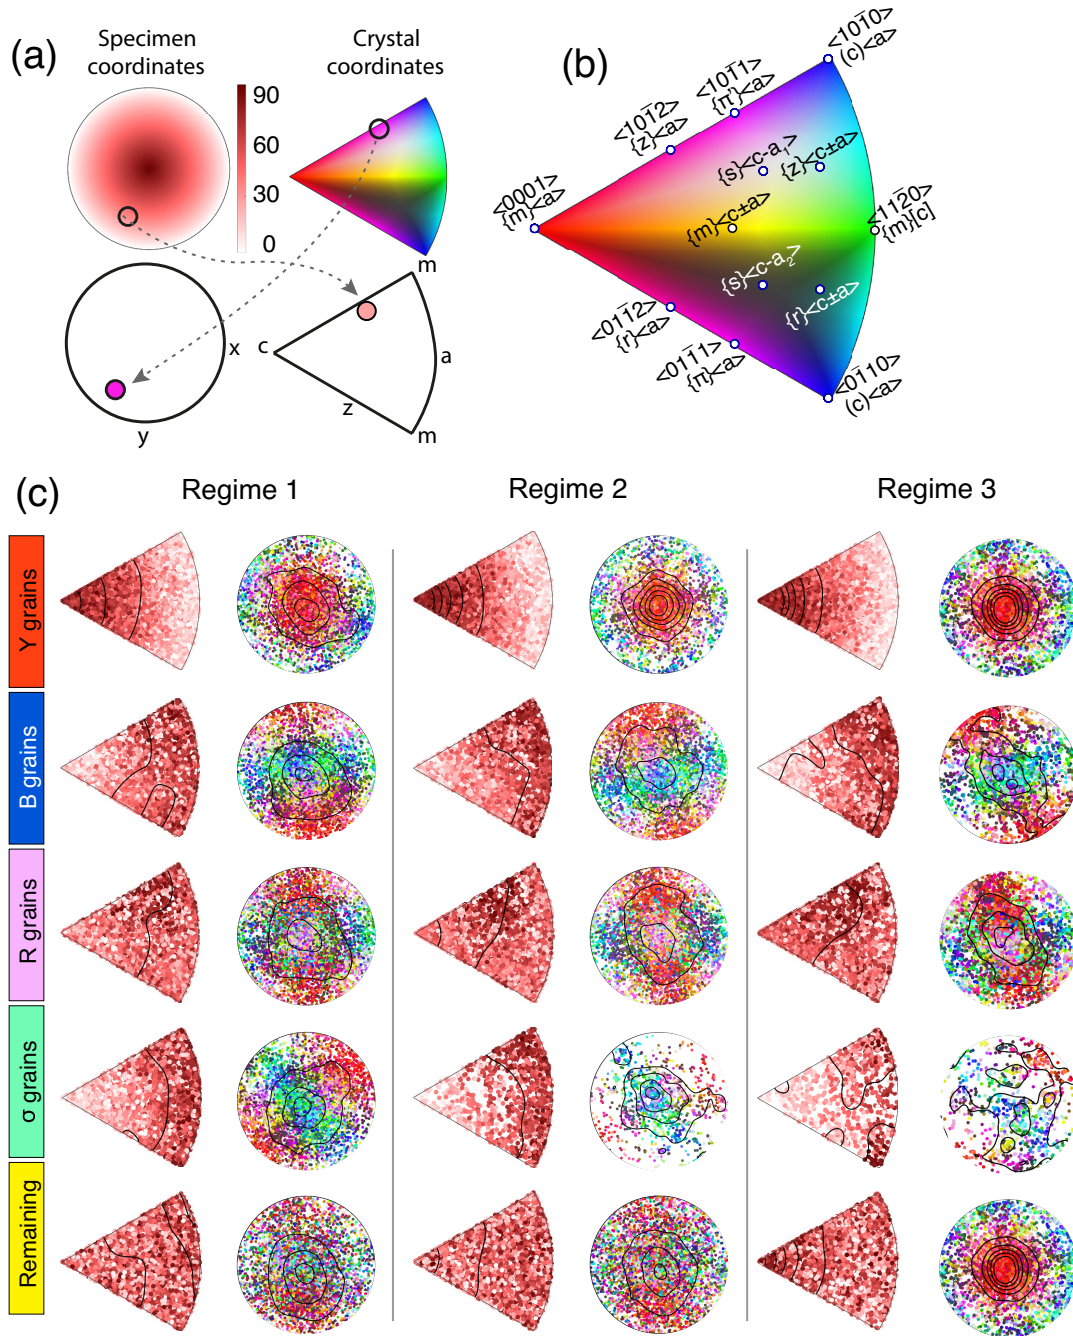 (a)
Specimen
coordinates
Crystal
coordinates
90
60
30
0
m
x
y
c
a
z
m
(b)
<101̄0>
(c)<a>
<101̄1>
{π'}<a>
<101̄2>
{z}<a>
{s}<c-a₁>
{z}<c±a>
<0001>
{m}<a>
{m}<c±a>
<112̄0>
{m}[c]
{s}<c-a₂>
{r}<c±a>
<011̄2>
{r}<a>
<011̄1>
{π}<a>
<01̄10>
(c)<a>
(c)
Regime 1
Regime 2
Regime 3
Y grains
B grains
R grains
σ grains
Remaining